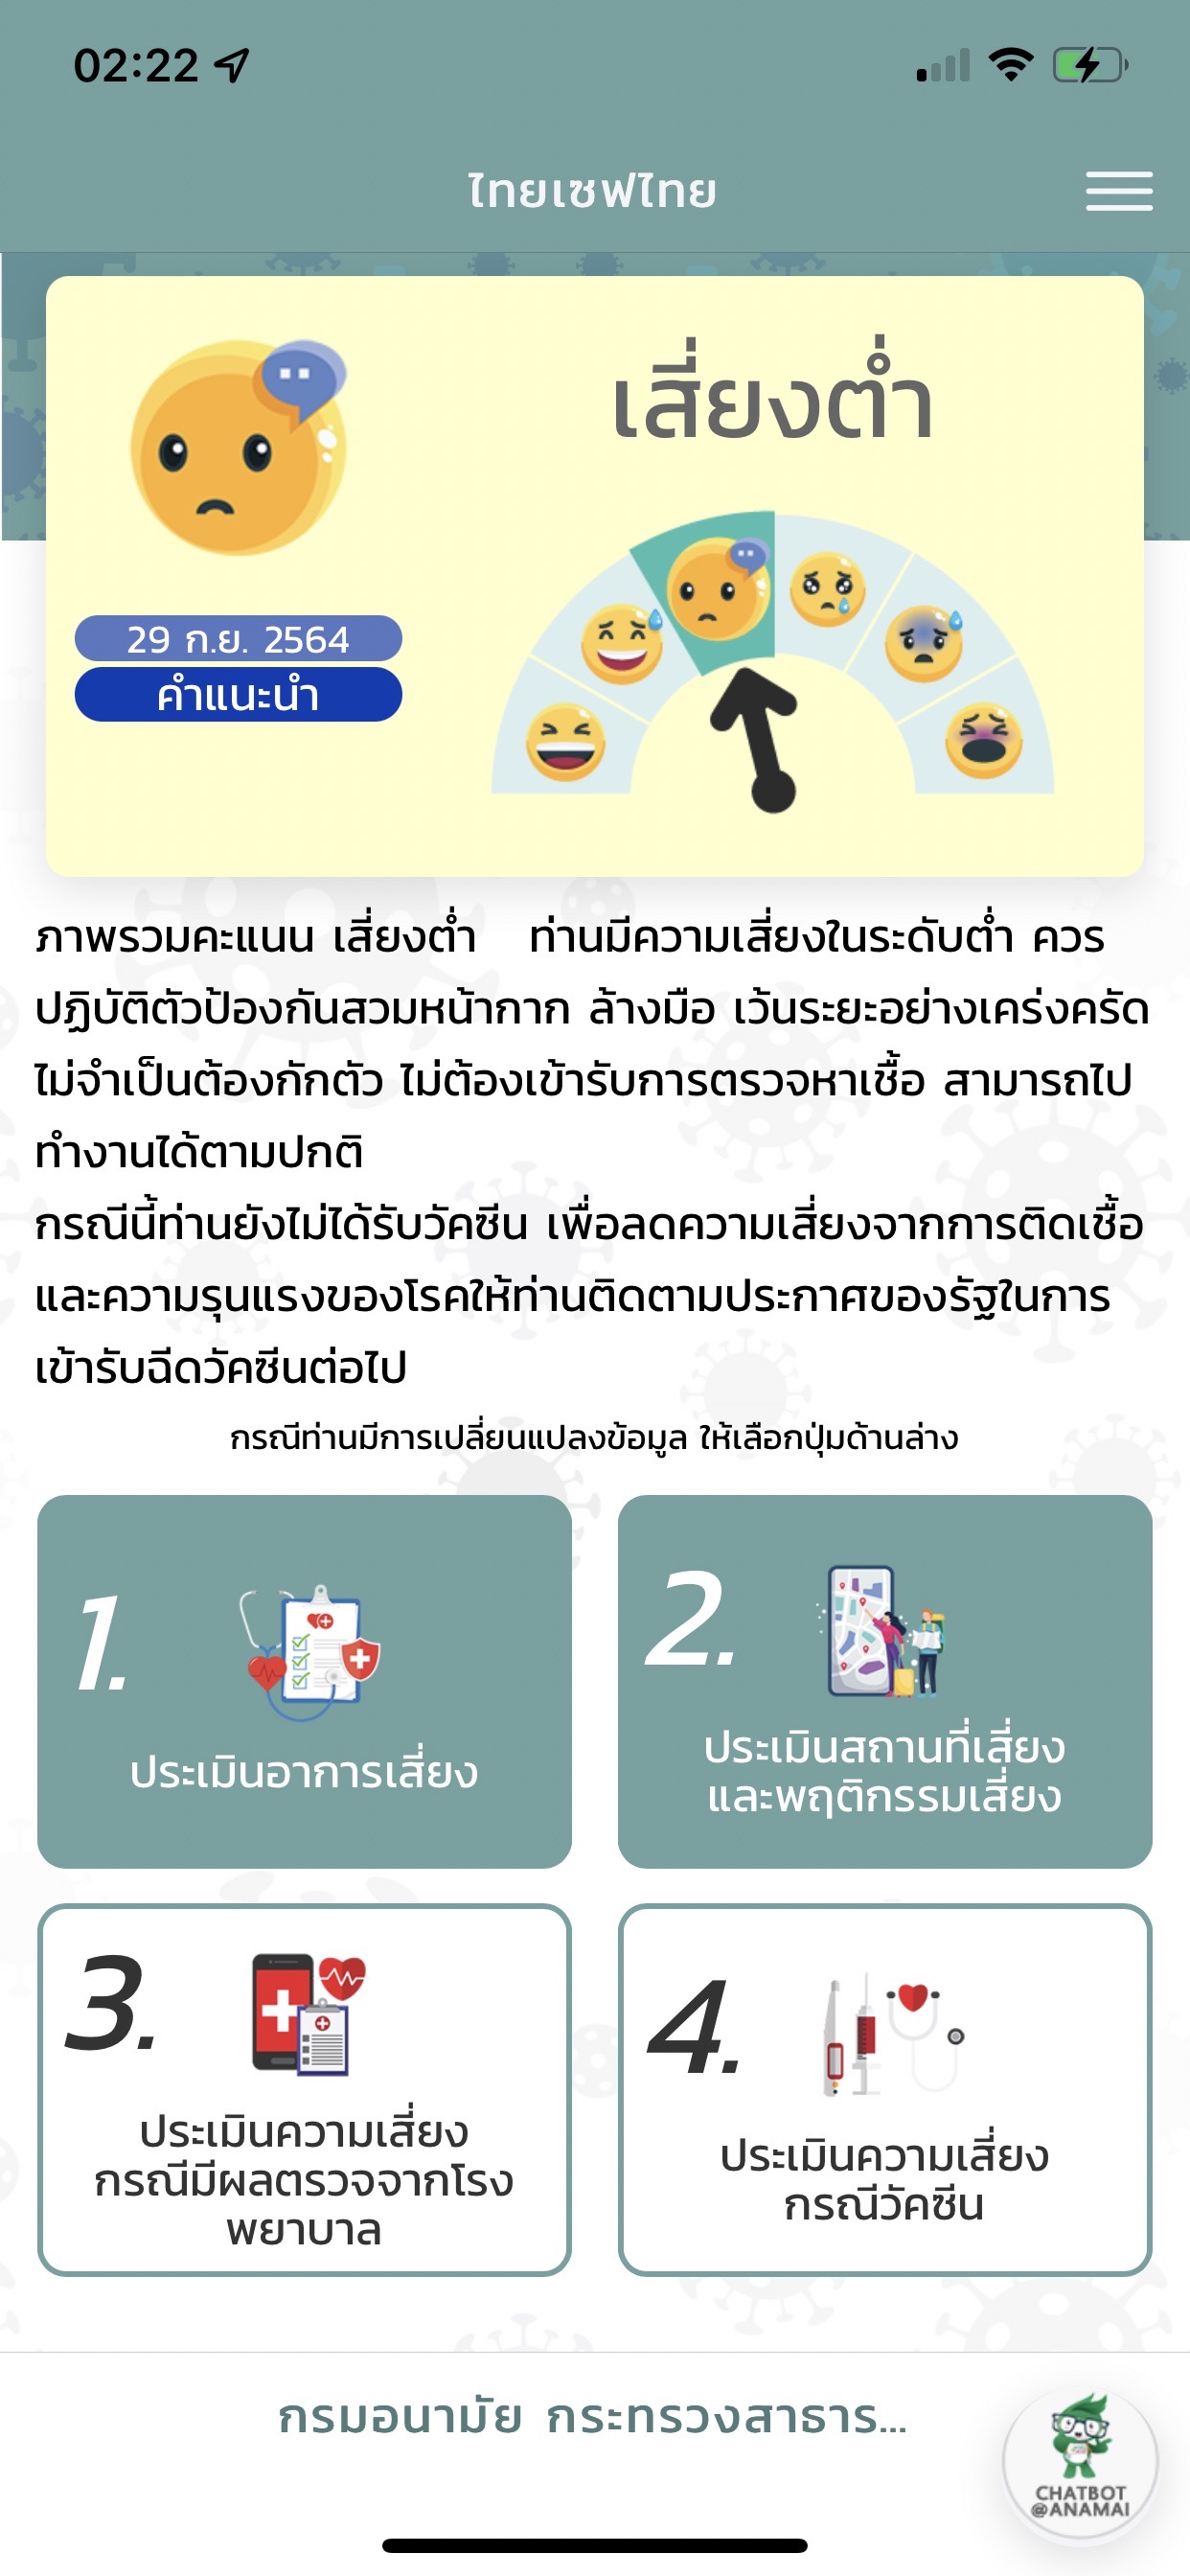 02:22
ไทยเซฟไทย
เสี่ยงต่ำ
29 ก.ย. 2564
คำแนะนำ
ภาพรวมคะแนน เสี่ยงต่ำ ท่านมีความเสี่ยงในระดับต่ำ ควร
ปฏิบัติตัวป้องกันสวมหน้ากาก ล้างมือ เว้นระยะอย่างเคร่งครัด
ไม่จำเป็นต้องกักตัว ไม่ต้องเข้ารับการตรวจหาเชื้อ สามารถไป
ทำงานได้ตามปกติ
กรณีนี้ท่านยังไม่ได้รับวัคซีน เพื่อลดความเสี่ยงจากการติดเชื้อ
และความรุนแรงของโรคให้ท่านติดตามประกาศของรัฐในการ
เข้ารับฉีดวัคซีนต่อไป
กรณีท่านมีการเปลี่ยนแปลงข้อมูล ให้เลือกปุ่มด้านล่าง
1.
ประเมินอาการเสี่ยง
2.
ประเมินสถานที่เสี่ยง
และพฤติกรรมเสี่ยง
3.
ประเมินความเสี่ยง
กรณีมีผลตรวจจากโรง
พยาบาล
4.
ประเมินความเสี่ยง
กรณีวัคซีน
กรมอนามัย กระทรวงสาธาร...
CHATBOT
@ANAMAI